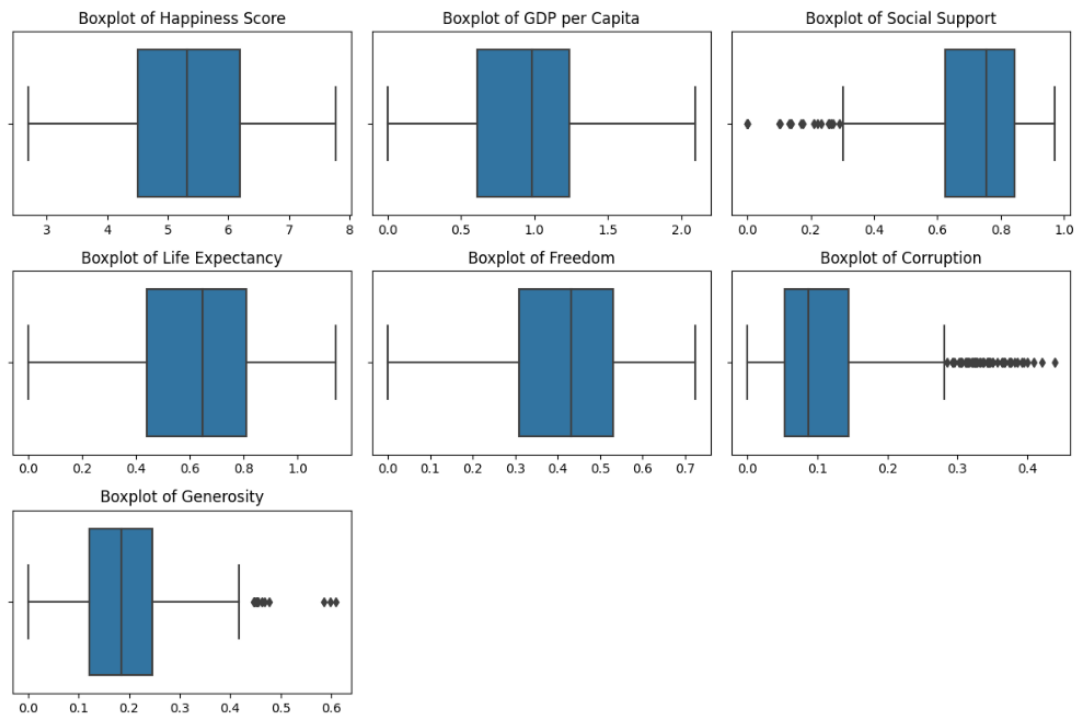 Boxplot of Happiness Score
3 4 5 6 7 8
Boxplot of GDP per Capita
0.0 0.5 1.0 1.5 2.0
Boxplot of Social Support
0.0 0.2 0.4 0.6 0.8 1.0
Boxplot of Life Expectancy
0.0 0.2 0.4 0.6 0.8 1.0
Boxplot of Freedom
0.0 0.1 0.2 0.3 0.4 0.5 0.6 0.7
Boxplot of Corruption
0.0 0.1 0.2 0.3 0.4
Boxplot of Generosity
0.0 0.1 0.2 0.3 0.4 0.5 0.6